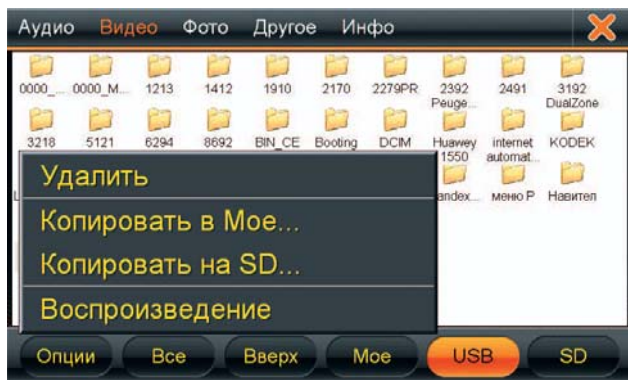 Аудио Видео Фото Другое Инфо
0000_... 0000_M... 1213 1412 1910 2170 2279PR 2392 Peuge... 2491 3192 DualZone
3218 5121 6294 8692 BIN_CE Booting DCIM Huawey 1550 internet automat... KODEK
andex... меню Р Навител
Удалить
Копировать в Мое...
Копировать на SD...
Воспроизведение
Опции Все Вверх Мое USB SD